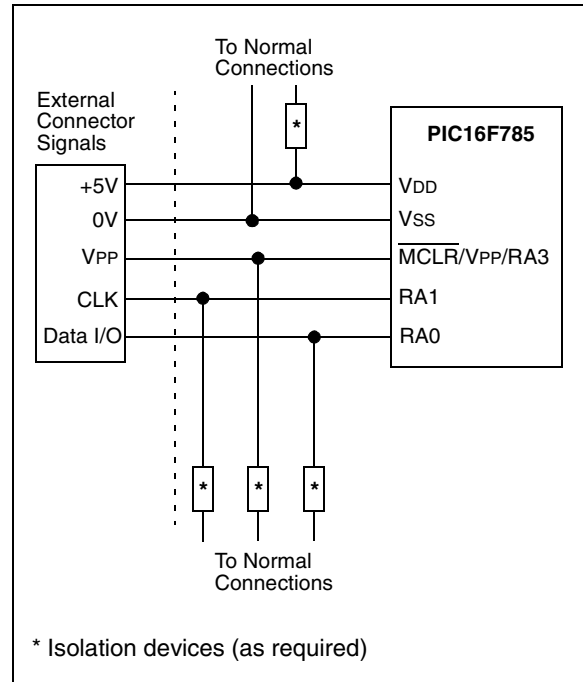 To Normal
Connections
External
Connector
Signals
*
PIC16F785
+5V
VDD
0V
VSS
VPP
MCLR/VPP/RA3
CLK
RA1
Data I/O
RA0
*
*
*
To Normal
Connections
* Isolation devices (as required)